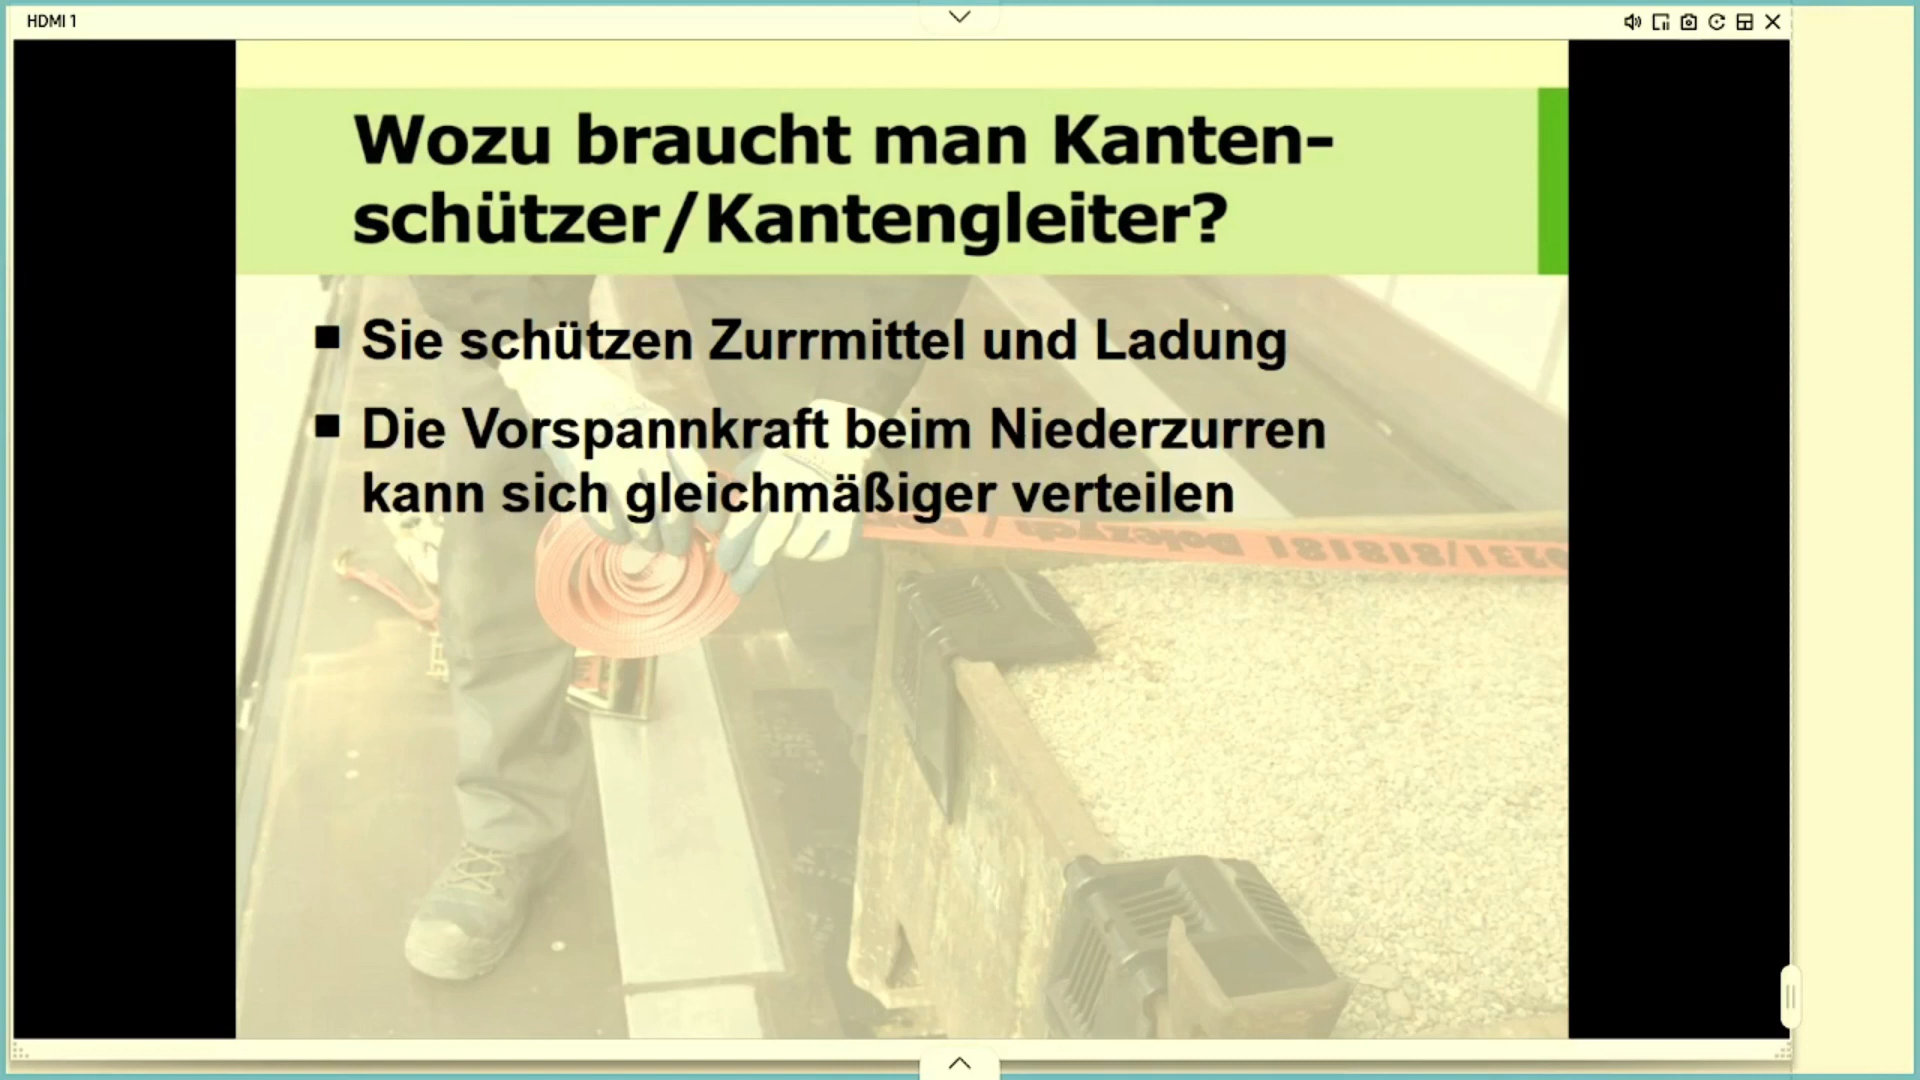 HDMI 1
Wozu braucht man Kanten-
schützer/Kantengleiter?
■ Sie schützen Zurrmittel und Ladung
■ Die Vorspannkraft beim Niederzurren
kann sich gleichmäßiger verteilen
Dolezych